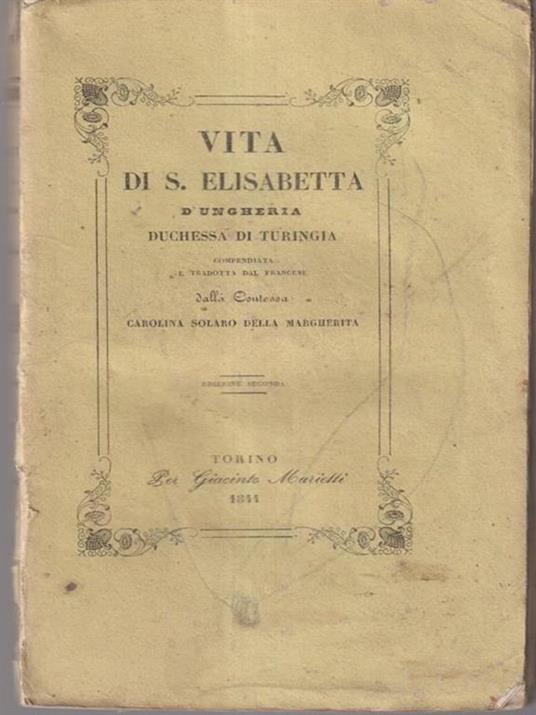 VITA
DI S. ELISABETTA
D'UNGHERIA
DUCHESSA DI TURINGIA
COMPENDIATA
E TRADOTTA DAL FRANCESE
dalla Contessa
CAROLINA SOLARO DELLA MARGHERITA
EDIZIONE SECONDA
TORINO
Per Giacinto Marietti
1844